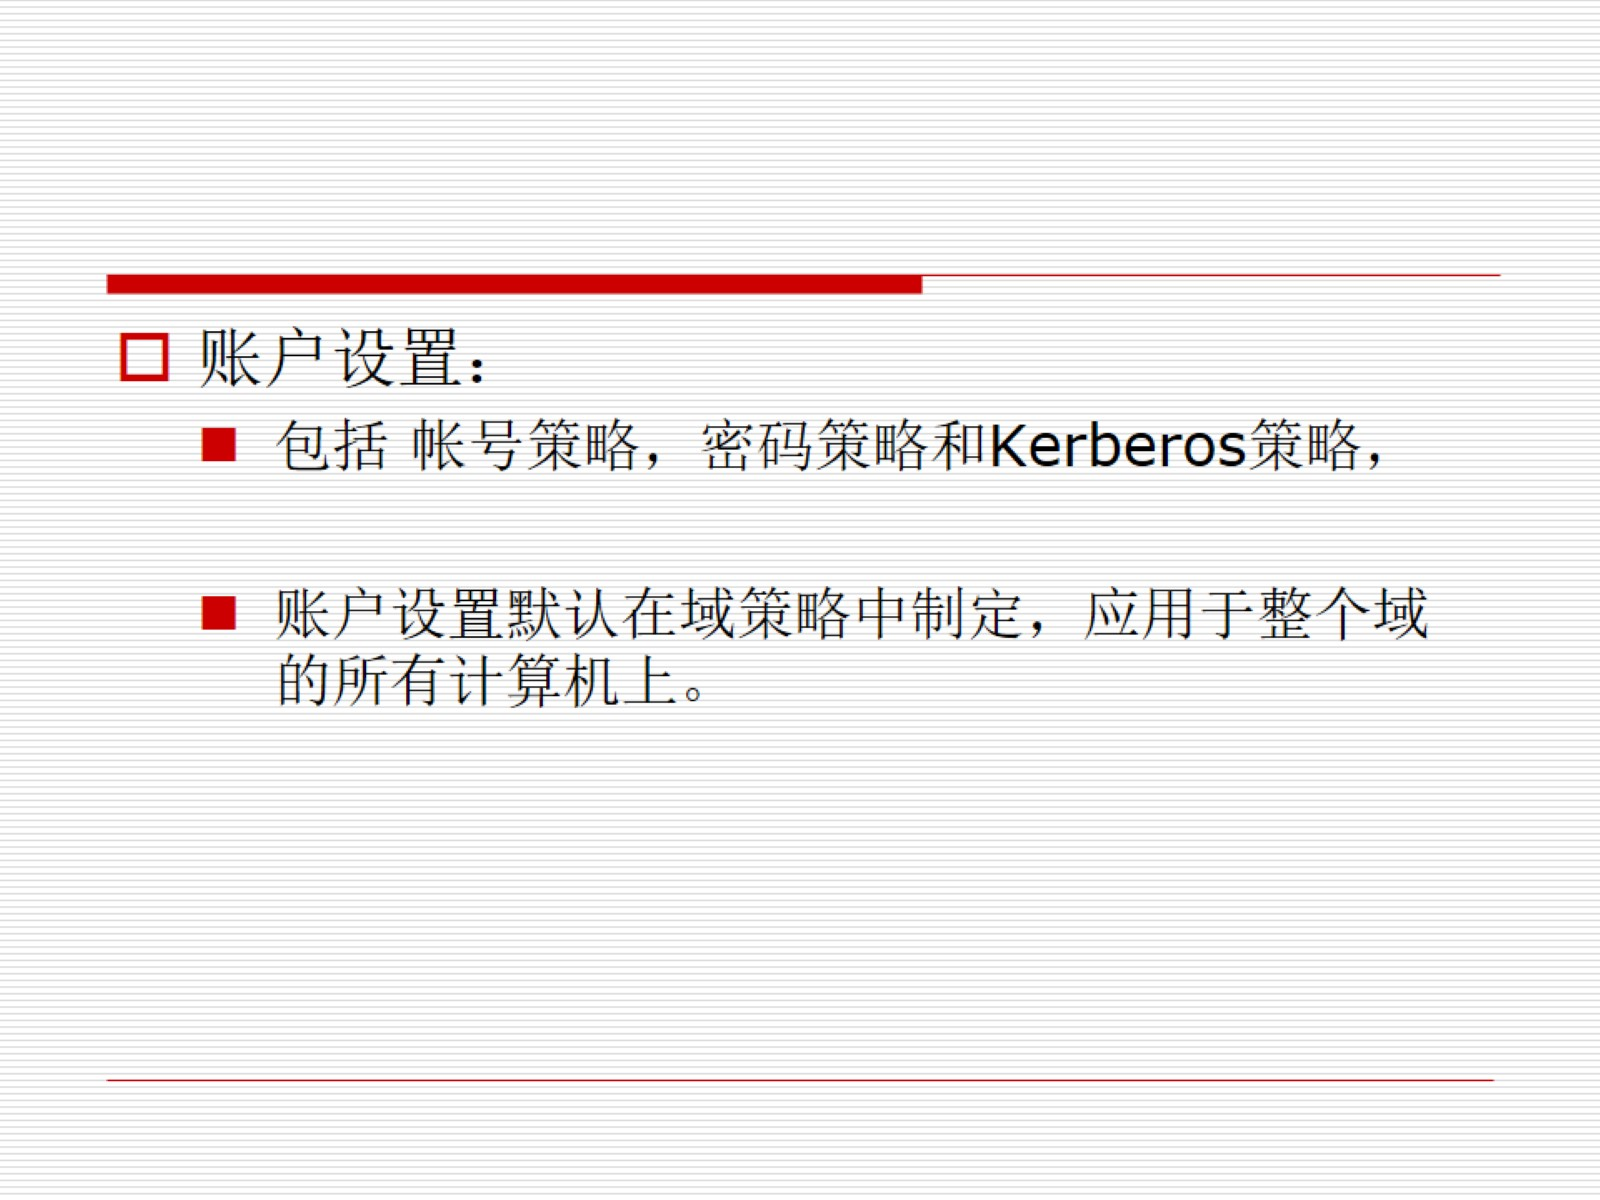 账户设置：
包括 帐号策略，密码策略和Kerberos策略，
账户设置默认在域策略中制定，应用于整个域
的所有计算机上。